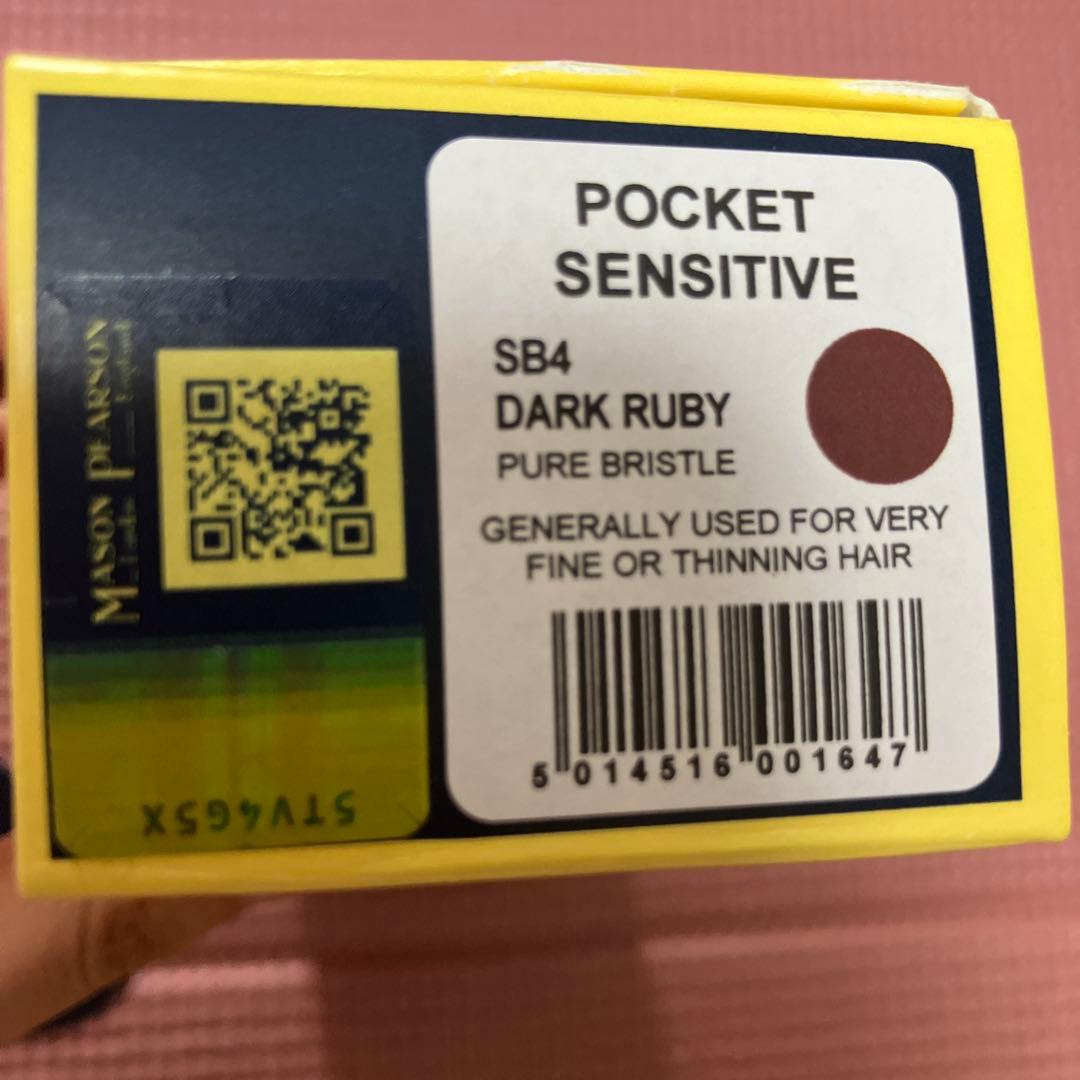 MASON PEARSON
POCKET
SENSITIVE
SB4
DARK RUBY
PURE BRISTLE
GENERALLY USED FOR VERY
FINE OR THINNING HAIR
5 014516 001647
5TV4G5X